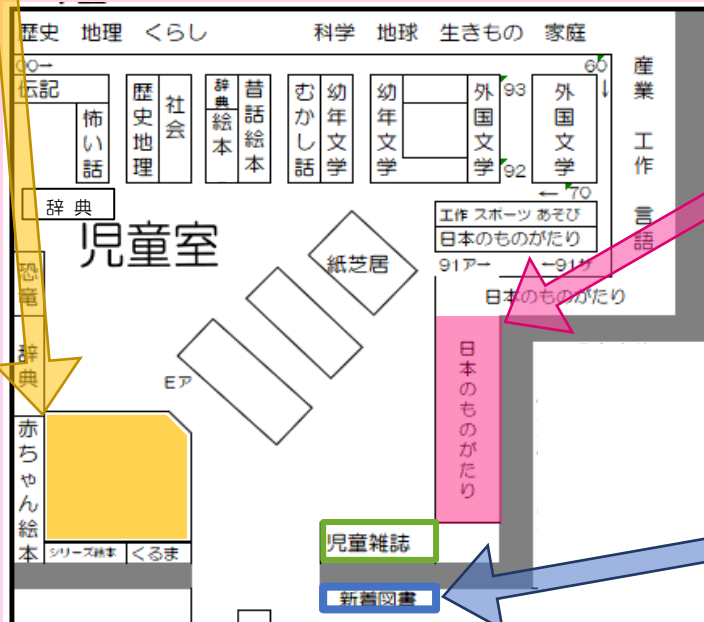 歴史 地理 くらし 科学 地球 生きもの 家庭
00→
60
↓
伝記
怖い話
歴史地理
社会
辞典
絵本
昔話絵本
むかし話
幼年文学
幼年文学
外国文学
93
92
外国文学
産業 工作 言語
← 70
辞典
工作 スポーツ あそび
日本のものがたり
91ア→ ←91サ
日本のものがたり
児童室
紙芝居
恐竜
辞典
Eア
日本のものがたり
赤ちゃん絵本
シリーズ絵本
くるま
児童雑誌
新着図書